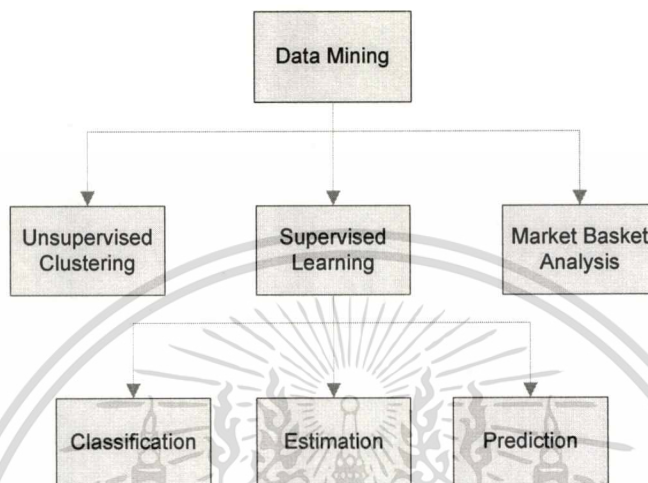 Data Mining
Unsupervised
Clustering
Supervised
Learning
Market Basket
Analysis
Classification
Estimation
Prediction